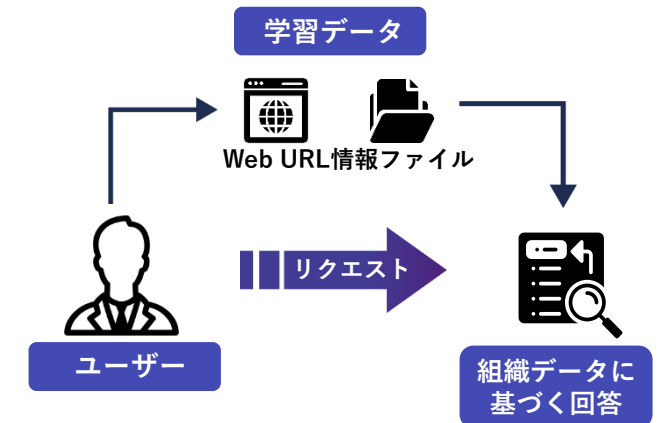 学習データ
Web URL情報ファイル
リクエスト
ユーザー
組織データに
基づく回答